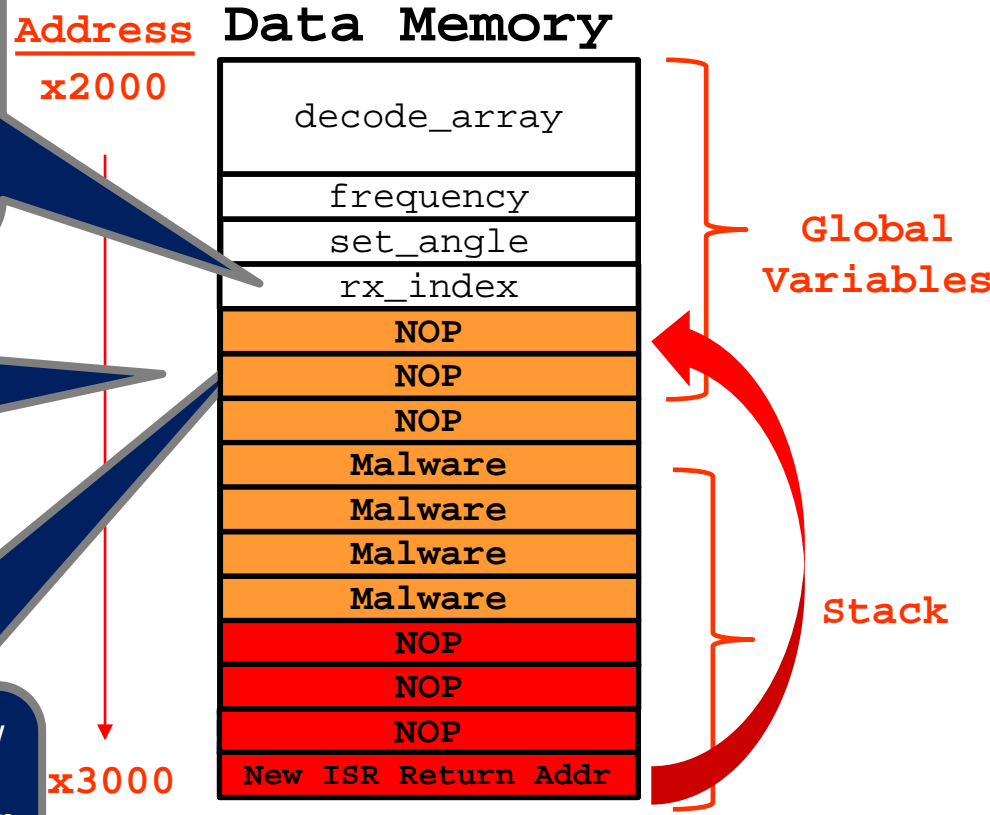 Address
Data Memory
x2000
decode_array
frequency
set_angle
rx_index
Global
Variables
NOP
NOP
NOP
Malware
Malware
Malware
Malware
Stack
NOP
NOP
NOP
x3000
New ISR Return Addr